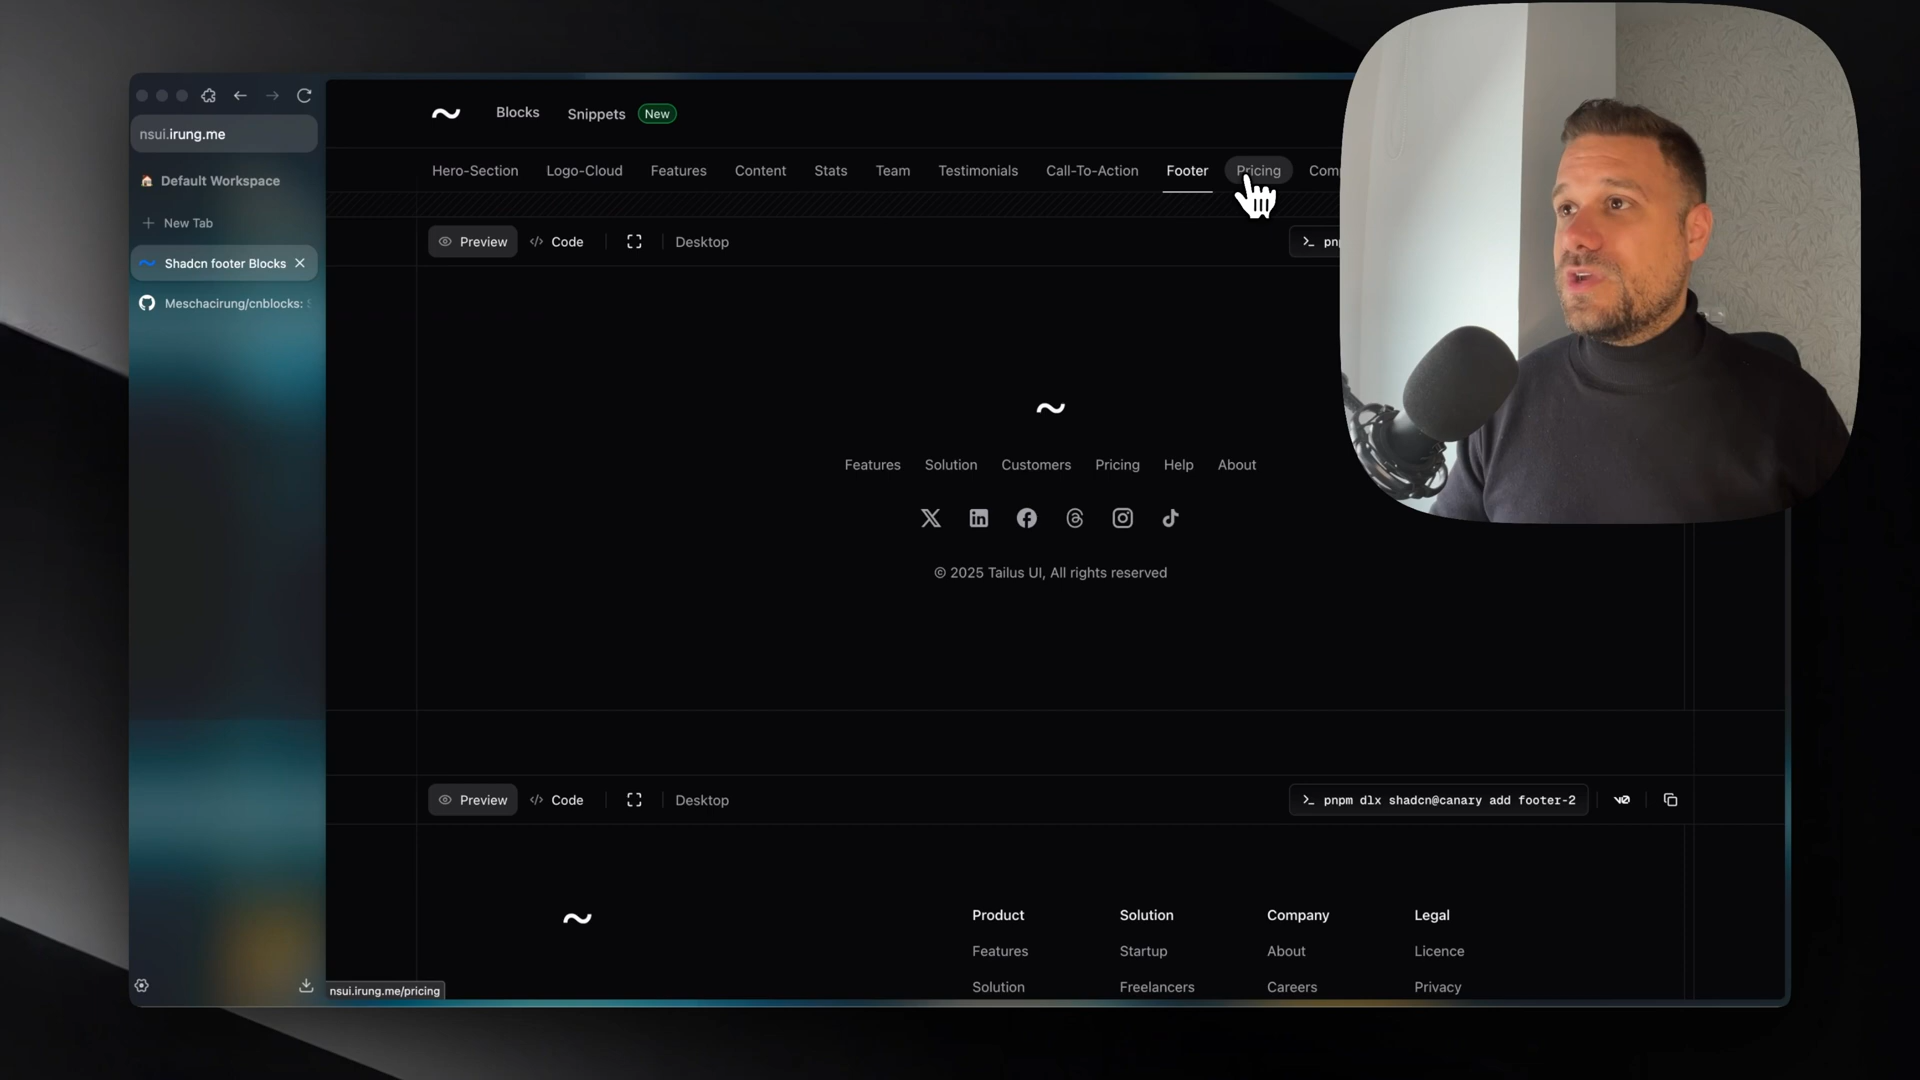 nsui.irung.me
Default Workspace
New Tab
Shadcn footer Blocks
Meschacirung/cnblocks:
Blocks
Snippets
New
Hero-Section
Logo-Cloud
Features
Content
Stats
Team
Testimonials
Call-To-Action
Footer
Pricing
Preview
Code
Desktop
Features
Solution
Customers
Pricing
Help
About
© 2025 Tailus UI, All rights reserved
Preview
Code
Desktop
pnpm dlx shadcn@canary add footer-2
v0
Product
Solution
Company
Legal
Features
Startup
About
Licence
Solution
Freelancers
Careers
Privacy
nsui.irung.me/pricing